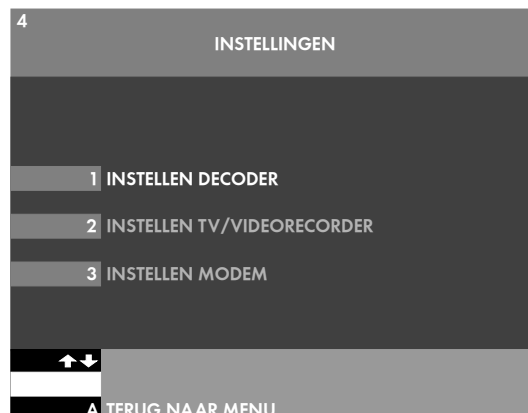 4
INSTELLINGEN
1 INSTELLEN DECODER
2 INSTELLEN TV/VIDEORECORDER
3 INSTELLEN MODEM
A TERUG NAAR MENU